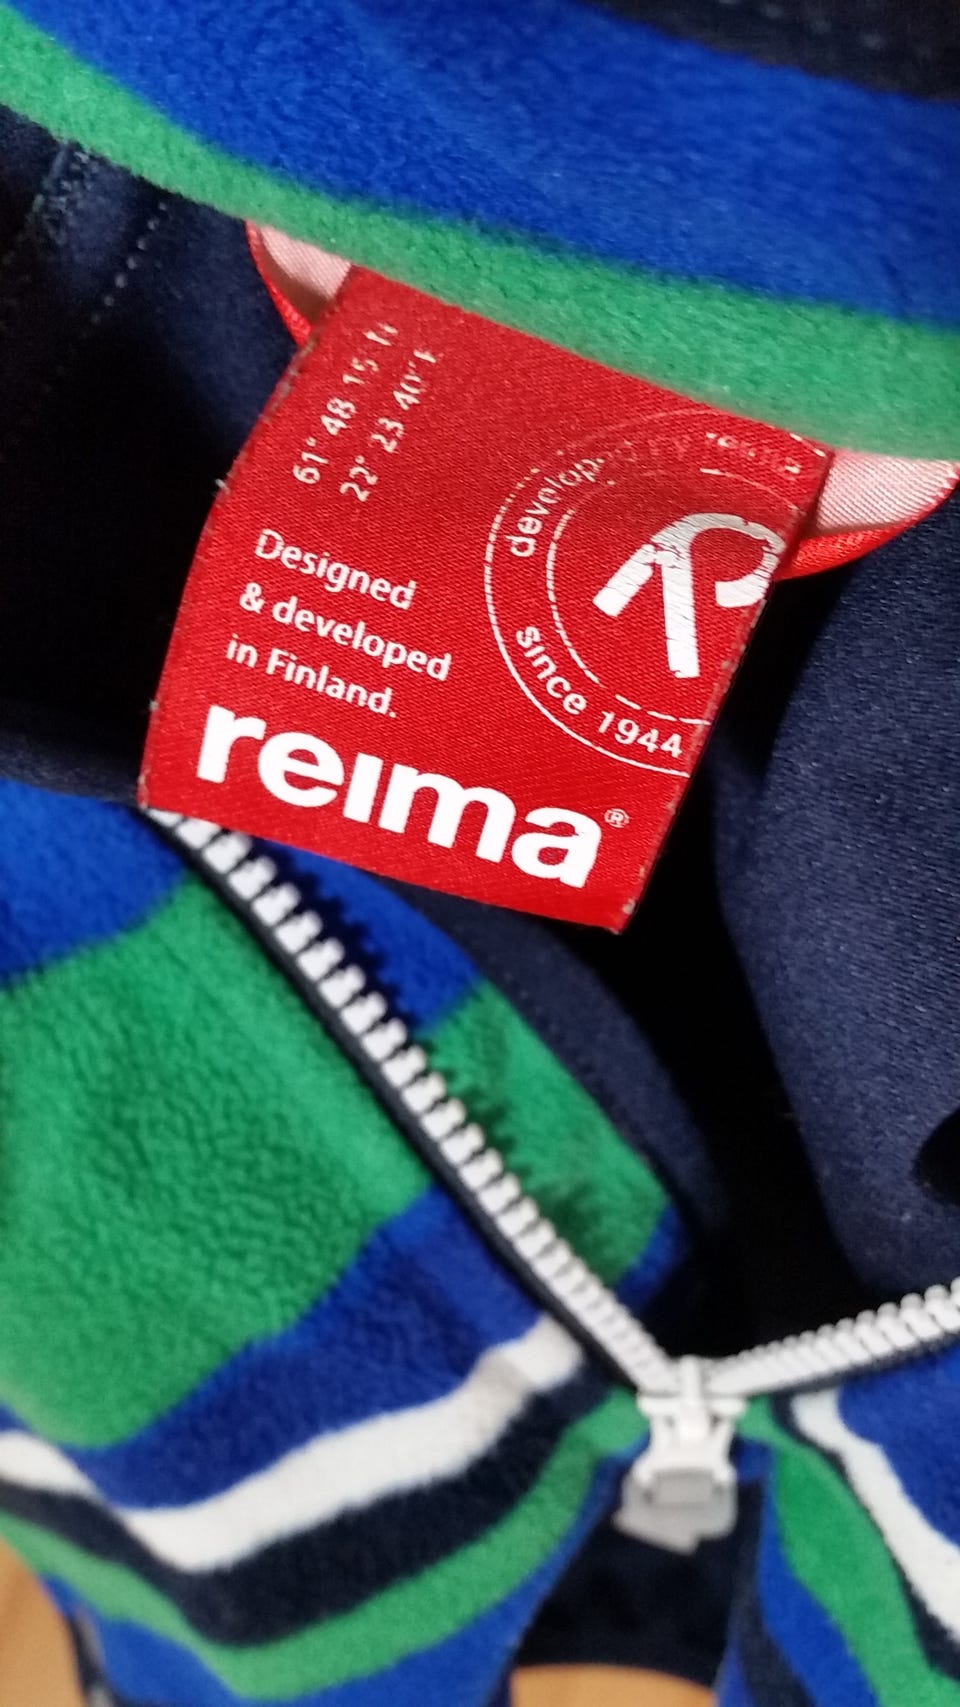 61° 48' 15" N
22° 23' 40" E
Designed
& developed
in Finland.
reima®
since 1944